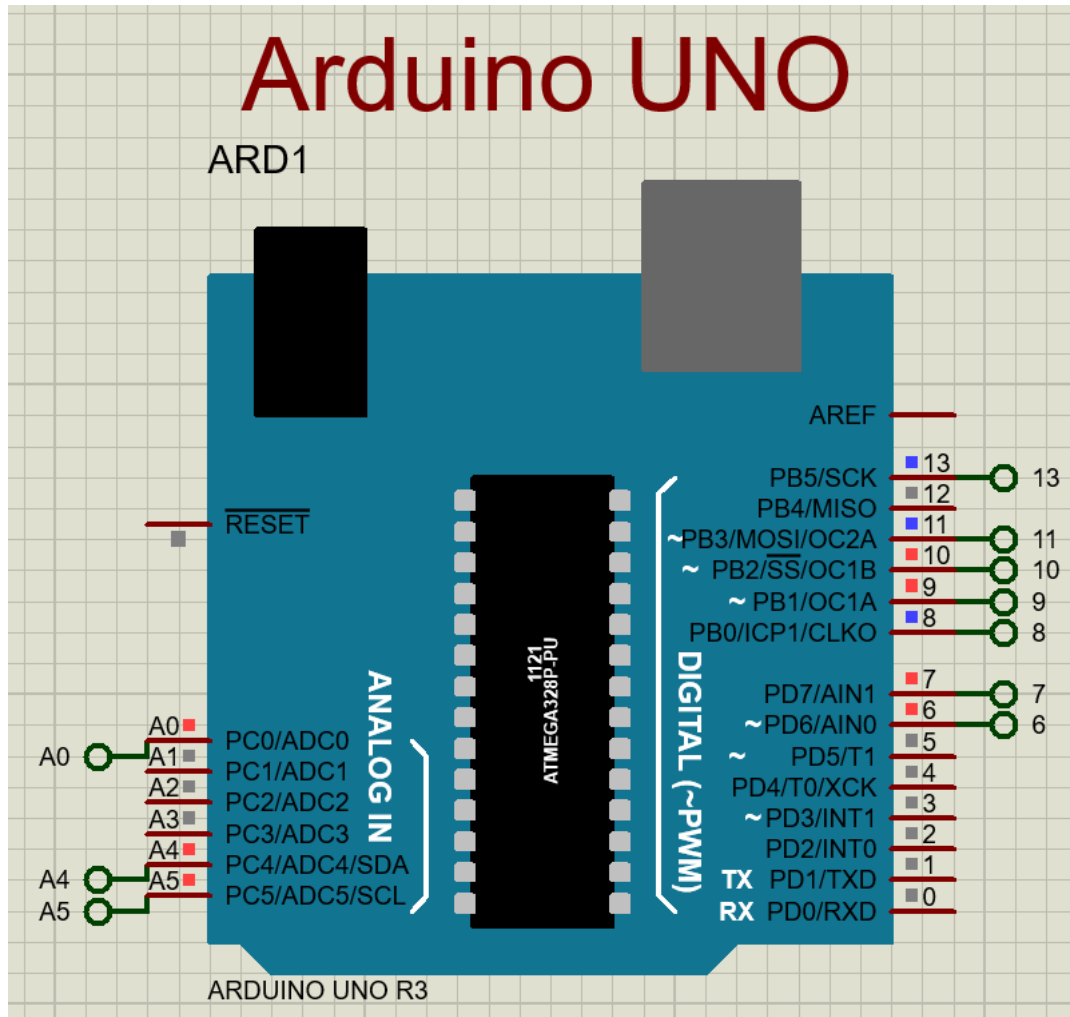 Arduino UNO
ARD1
AREF
13
PB5/SCK
13
12
PB4/MISO
11
~PB3/MOSI/OC2A
11
10
~ PB2/SS/OC1B
10
9
~ PB1/OC1A
9
8
PB0/ICP1/CLKO
8
7
PD7/AIN1
7
6
~PD6/AIN0
6
5
~ PD5/T1
4
PD4/T0/XCK
3
~PD3/INT1
2
PD2/INT0
1
TX PD1/TXD
0
RX PD0/RXD
DIGITAL (~PWM)
RESET
1121
ATMEGA328P-PU
ANALOG IN
A0
A0
PC0/ADC0
A1
PC1/ADC1
A2
PC2/ADC2
A3
PC3/ADC3
A4
A4
PC4/ADC4/SDA
A5
A5
PC5/ADC5/SCL
ARDUINO UNO R3